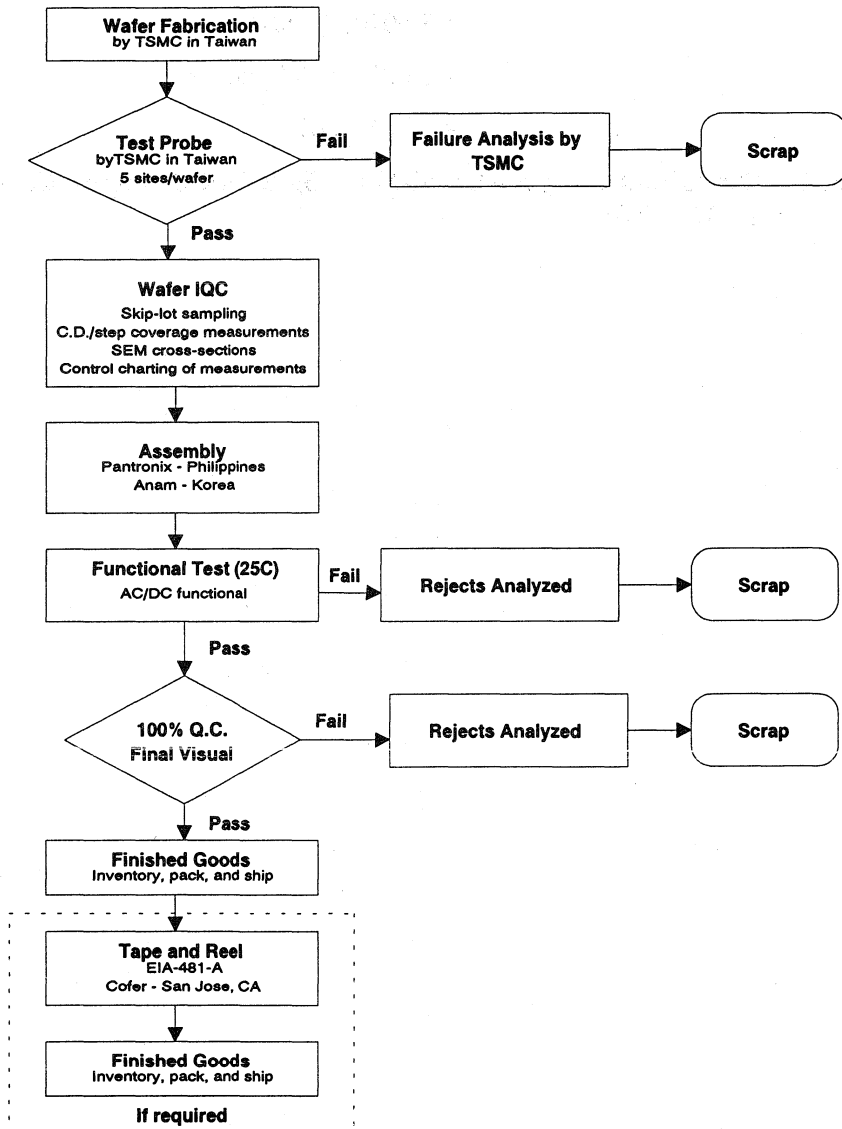 Wafer Fabrication
by TSMC in Taiwan
Test Probe
byTSMC in Taiwan
5 sites/wafer
Fail
Failure Analysis by
TSMC
Scrap
Pass
Wafer IQC
Skip-lot sampling
C.D./step coverage measurements
SEM cross-sections
Control charting of measurements
Assembly
Pantronix - Philippines
Anam - Korea
Functional Test (25C)
AC/DC functional
Fail
Rejects Analyzed
Scrap
Pass
100% Q.C.
Final Visual
Fail
Rejects Analyzed
Scrap
Pass
Finished Goods
Inventory, pack, and ship
Tape and Reel
EIA-481-A
Cofer - San Jose, CA
Finished Goods
Inventory, pack, and ship
If required